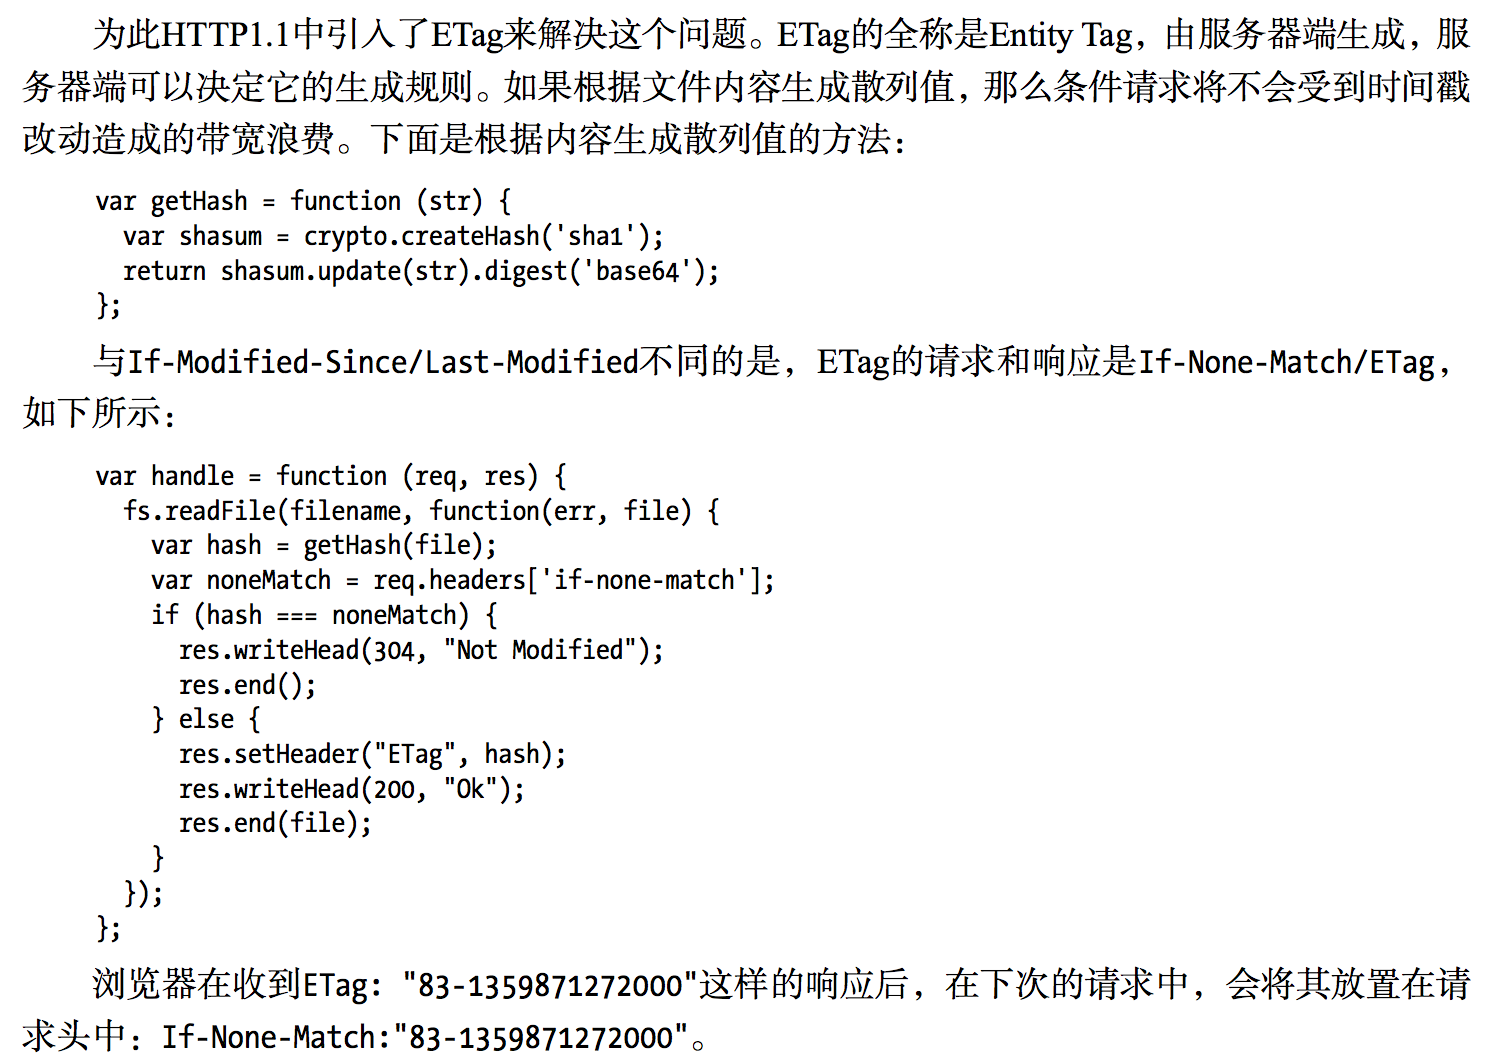 为此HTTP1.1中引入了ETag来解决这个问题。ETag的全称是Entity Tag，由服务器端生成，服
务器端可以决定它的生成规则。如果根据文件内容生成散列值，那么条件请求将不会受到时间戳
改动造成的带宽浪费。下面是根据内容生成散列值的方法：
var getHash = function (str) {
  var shasum = crypto.createHash('sha1');
  return shasum.update(str).digest('base64');
};
与If-Modified-Since/Last-Modified不同的是，ETag的请求和响应是If-None-Match/ETag，
如下所示：
var handle = function (req, res) {
  fs.readFile(filename, function(err, file) {
    var hash = getHash(file);
    var noneMatch = req.headers['if-none-match'];
    if (hash === noneMatch) {
      res.writeHead(304, "Not Modified");
      res.end();
    } else {
      res.setHeader("ETag", hash);
      res.writeHead(200, "Ok");
      res.end(file);
    }
  });
};
浏览器在收到ETag: "83-1359871272000"这样的响应后，在下次的请求中，会将其放置在请
求头中：If-None-Match:"83-1359871272000"。